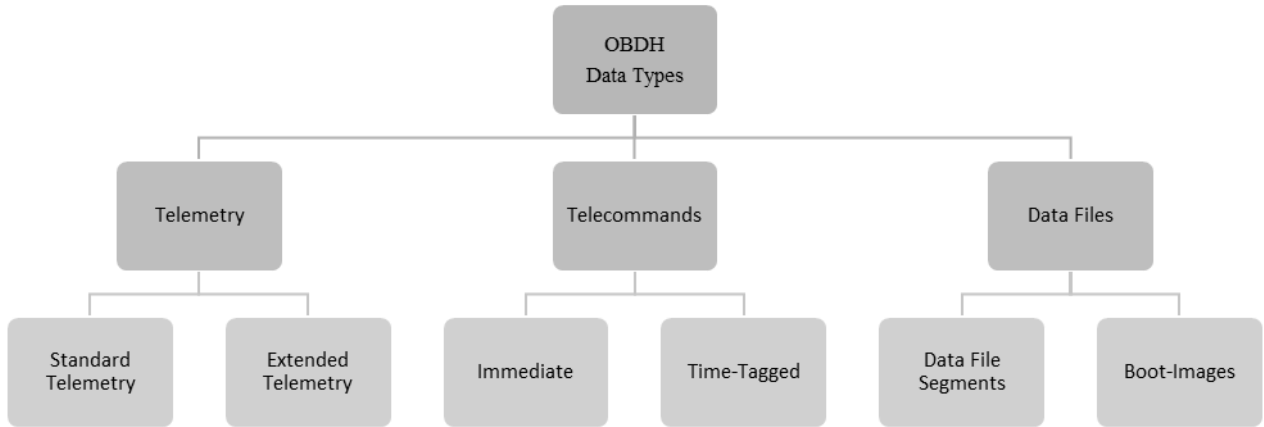 OBDH
Data Types
Telemetry
Telecommands
Data Files
Standard
Telemetry
Extended
Telemetry
Immediate
Time-Tagged
Data File
Segments
Boot-Images